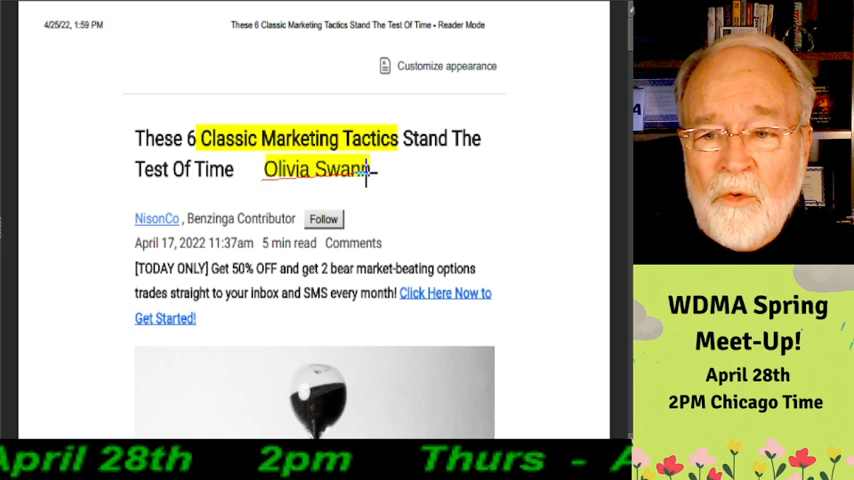 4/25/22, 1:59 PM
These 6 Classic Marketing Tactics Stand The Test Of Time • Reader Mode
Customize appearance
These 6 Classic Marketing Tactics Stand The
Test Of Time Olivia Swann
NisonCo , Benzinga Contributor Follow
April 17, 2022 11:37am 5 min read Comments
[TODAY ONLY] Get 50% OFF and get 2 bear market-beating options
trades straight to your inbox and SMS every month! Click Here Now to
Get Started!
WDMA Spring
Meet-Up!
April 28th
2PM Chicago Time
April 28th 2pm Thurs - A